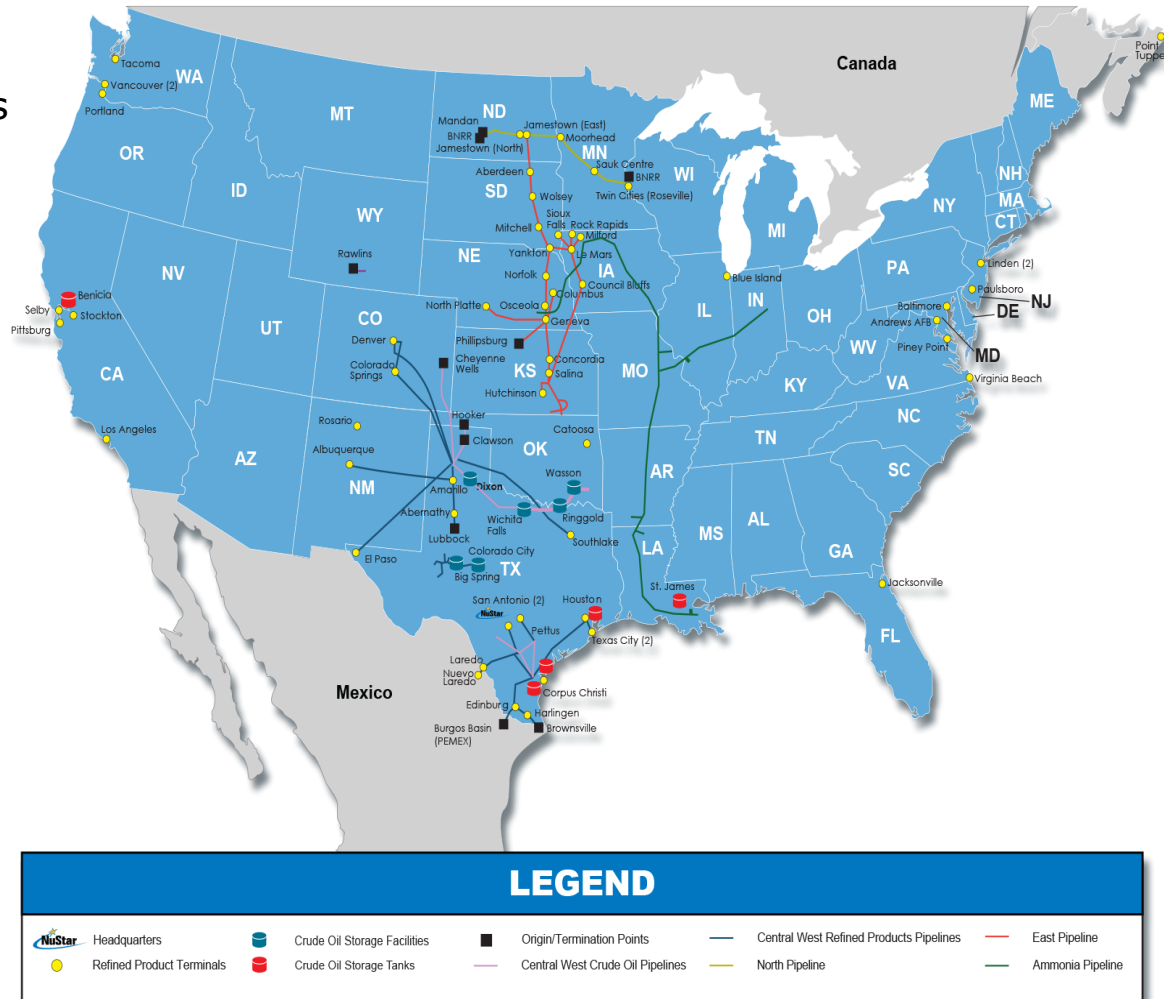 Canada
Point
Tuppe
Tacoma
WA
Vancouver (2)
Portland
s
MT
ND
Mandan
BNRR
Jamestown (East)
Jamestown (North)
Moorhead
MN
Sauk Centre
BNRR
Twin Cities (Roseville)
WI
ME
NH
MA
CT
NY
OR
ID
WY
Rawlins
SD
Aberdeen
Wolsey
Mitchell
Sioux
Falls
Rock Rapids
Milford
Yankton
Le Mars
NE
Norfolk
IA
Council Bluffs
Columbus
Osceola
North Platte
Geneva
MI
Blue Island
IL
IN
OH
PA
Linden (2)
Paulsboro
NJ
DE
Baltimore
Andrews AFB
Piney Point
MD
WV
VA
Virginia Beach
NV
Benicia
Selby
Stockton
Pittsburg
UT
CO
Denver
Colorado
Springs
Cheyenne
Wells
Phillipsburg
KS
Concordia
Salina
Hutchinson
MO
KY
CA
Los Angeles
AZ
Rosario
Albuquerque
NM
Hooker
Clawson
OK
Catoosa
Wasson
Amarillo
Dixon
Abernathy
Lubbock
Wichita
Falls
Ringgold
Southlake
AR
TN
NC
SC
MS
AL
GA
LA
El Paso
Colorado City
Big Spring
TX
St. James
Jacksonville
FL
San Antonio (2)
NuStar
Pettus
Houston
Texas City (2)
Laredo
Nuevo
Laredo
Mexico
Corpus Christi
Edinburg
Harlingen
Burgos Basin
(PEMEX)
Brownsville
LEGEND
NuStar Headquarters
Crude Oil Storage Facilities
Origin/Termination Points
Central West Refined Products Pipelines
East Pipeline
Refined Product Terminals
Crude Oil Storage Tanks
Central West Crude Oil Pipelines
North Pipeline
Ammonia Pipeline